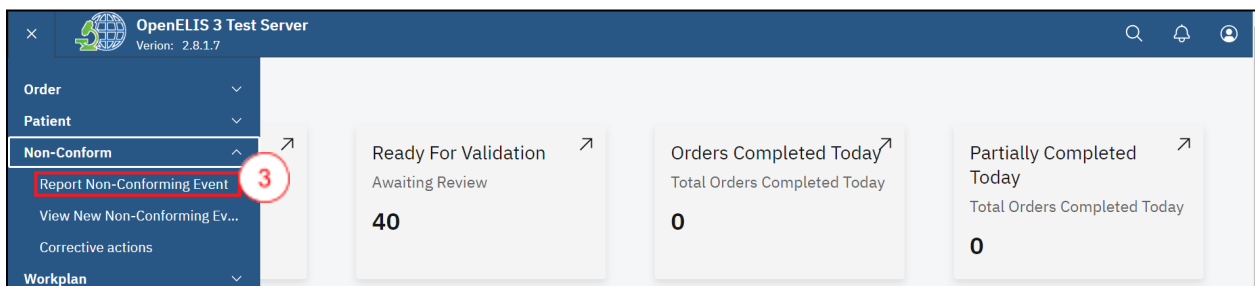 OpenELIS 3 Test Server
Verion: 2.8.1.7
Order
Patient
Non-Conform
Report Non-Conforming Event
3
View New Non-Conforming Ev...
Corrective actions
Workplan
Ready For Validation
Awaiting Review
40
Orders Completed Today
Total Orders Completed Today
0
Partially Completed
Today
Total Orders Completed Today
0